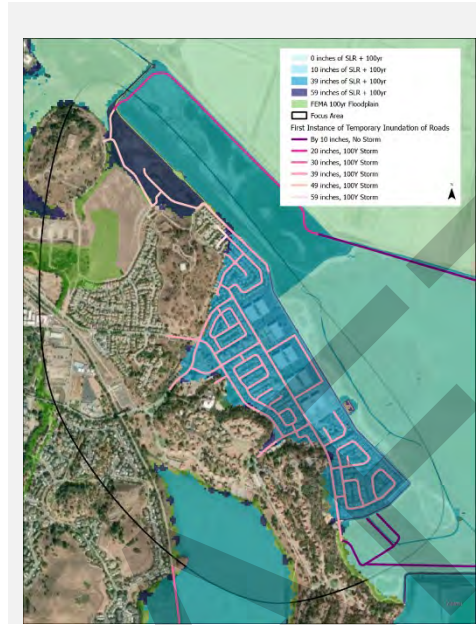 0 inches of SLR + 100yr
10 inches of SLR + 100yr
39 inches of SLR + 100yr
59 inches of SLR + 100yr
FEMA 100yr Floodplain
Focus Area
First Instance of Temporary Inundation of Roads
By 10 inches, No Storm
20 inches, 100Y Storm
30 inches, 100Y Storm
39 inches, 100Y Storm
49 inches, 100Y Storm
59 inches, 100Y Storm